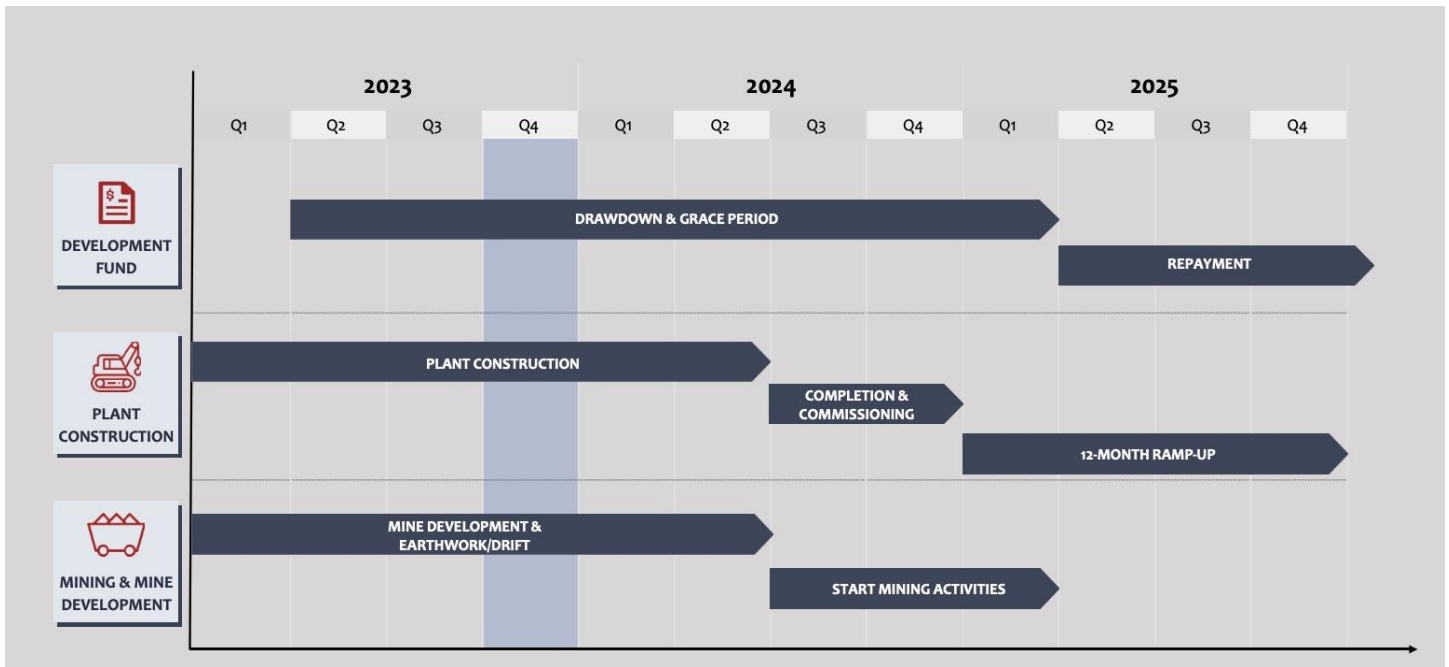 2023 2024 2025
Q1 Q2 Q3 Q4 Q1 Q2 Q3 Q4 Q1 Q2 Q3 Q4
$
DEVELOPMENT
FUND
DRAWDOWN & GRACE PERIOD
REPAYMENT
PLANT
CONSTRUCTION
PLANT CONSTRUCTION
COMPLETION &
COMMISSIONING
12-MONTH RAMP-UP
MINING & MINE
DEVELOPMENT
MINE DEVELOPMENT &
EARTHWORK/DRIFT
START MINING ACTIVITIES